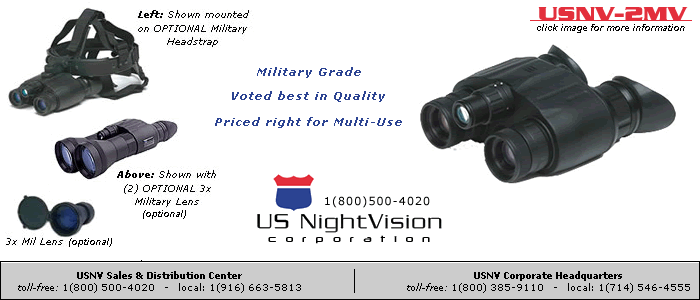 Left: Shown mounted
on OPTIONAL Military
Headstrap
USNV-2MV
click image for more information
Military Grade
Voted best in Quality
Priced right for Multi-Use
Above: Shown with
(2) OPTIONAL 3x
Military Lens
(optional)
3x Mil Lens (optional)
1(800)500-4020
US NightVision
corporation
USNV Sales & Distribution Center
toll-free: 1(800) 500-4020 - local: 1(916) 663-5813
USNV Corporate Headquarters
toll-free: 1(800) 385-9110 - local: 1(714) 546-4555